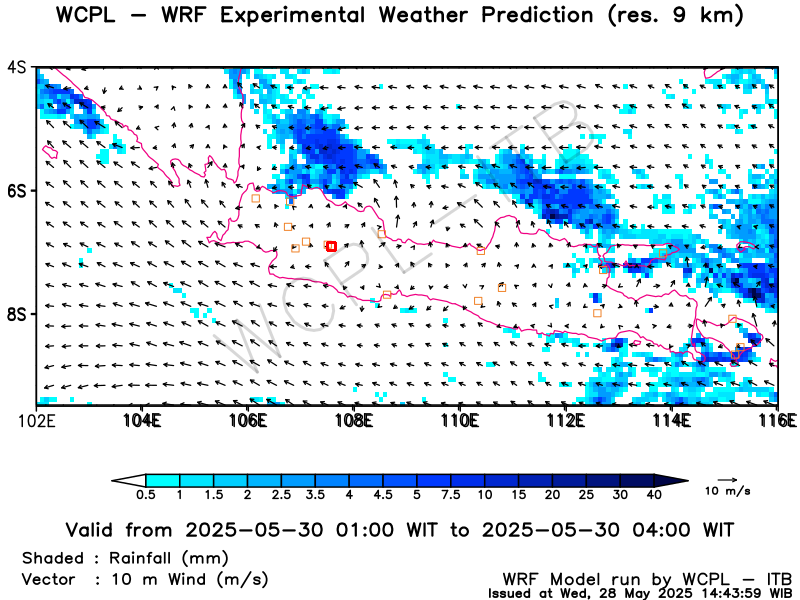 WCPL – WRF Experimental Weather Prediction (res. 9 km)
4S
6S
8S
WCPL-ITB
102E 104E 106E 108E 110E 112E 114E 116E
0.5 1 1.5 2 2.5 3.5 4 4.5 5 7.5 10 15 20 25 30 40
10 m/s
Valid from 2025-05-30 01:00 WIT to 2025-05-30 04:00 WIT
Shaded : Rainfall (mm)
Vector : 10 m Wind (m/s)
WRF Model run by WCPL – ITB
Issued at Wed, 28 May 2025 14:43:59 WIB